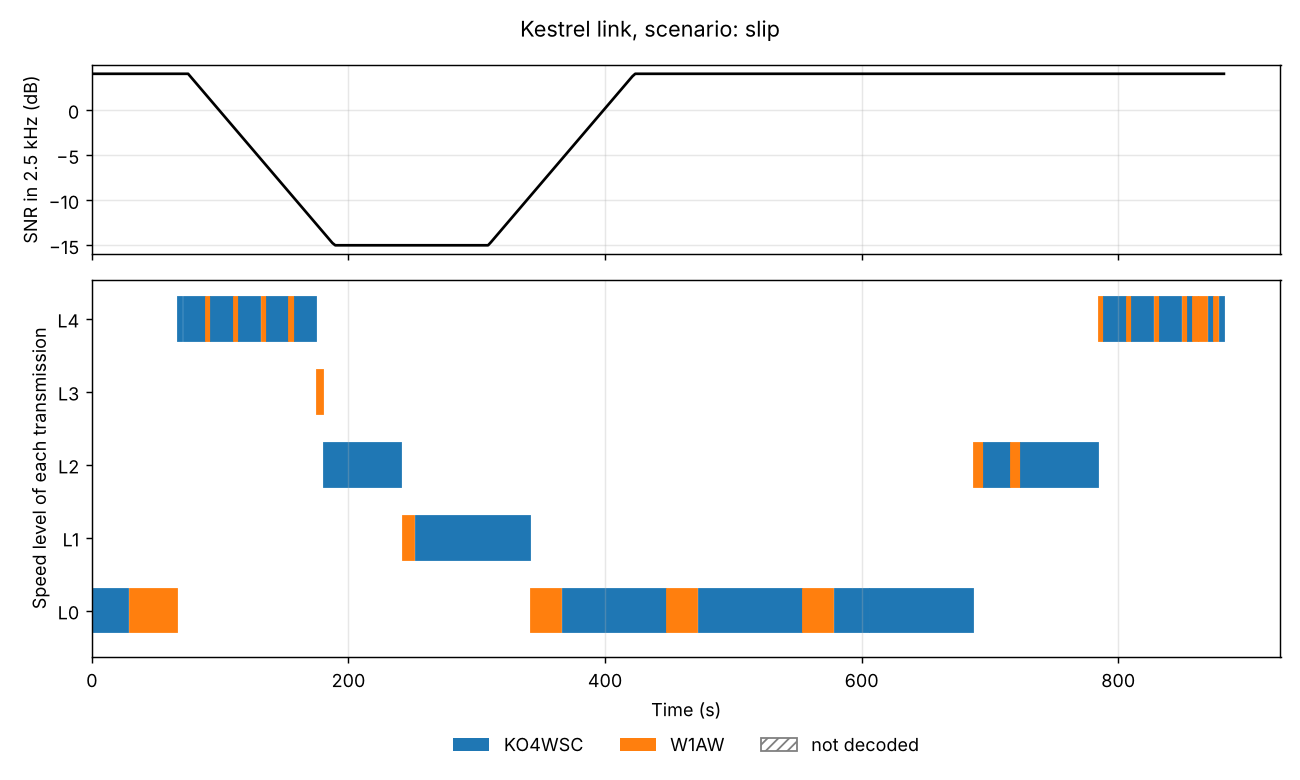 Kestrel link, scenario: slip
SNR in 2.5 kHz (dB)
0
−5
−10
−15
Speed level of each transmission
L4
L3
L2
L1
L0
0 200 400 600 800
Time (s)
KO4WSC W1AW not decoded